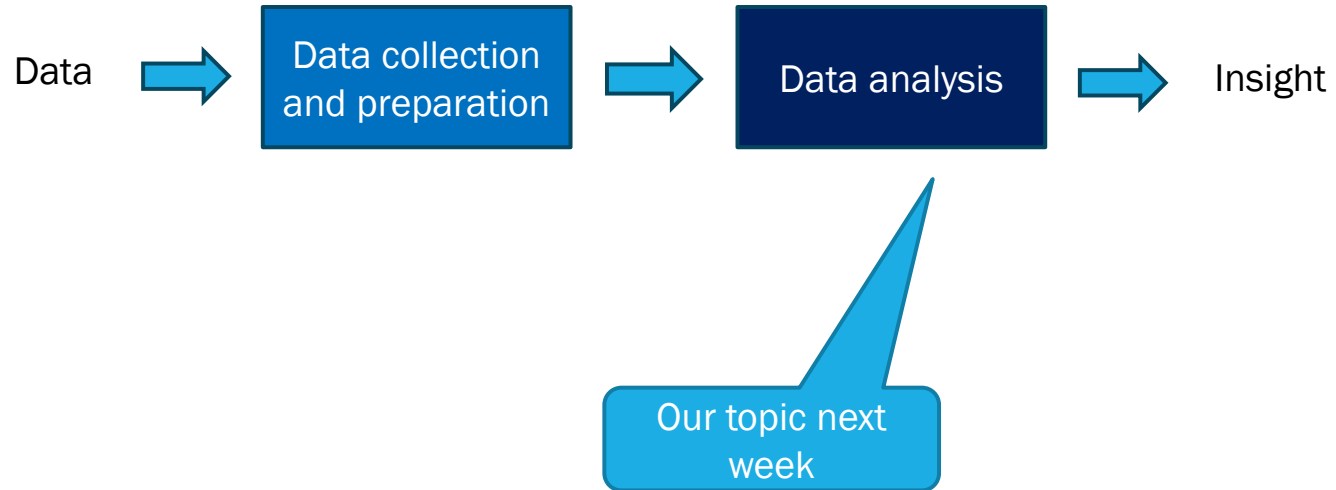 Data
Data collection
and preparation
Data analysis
Insight
Our topic next
week